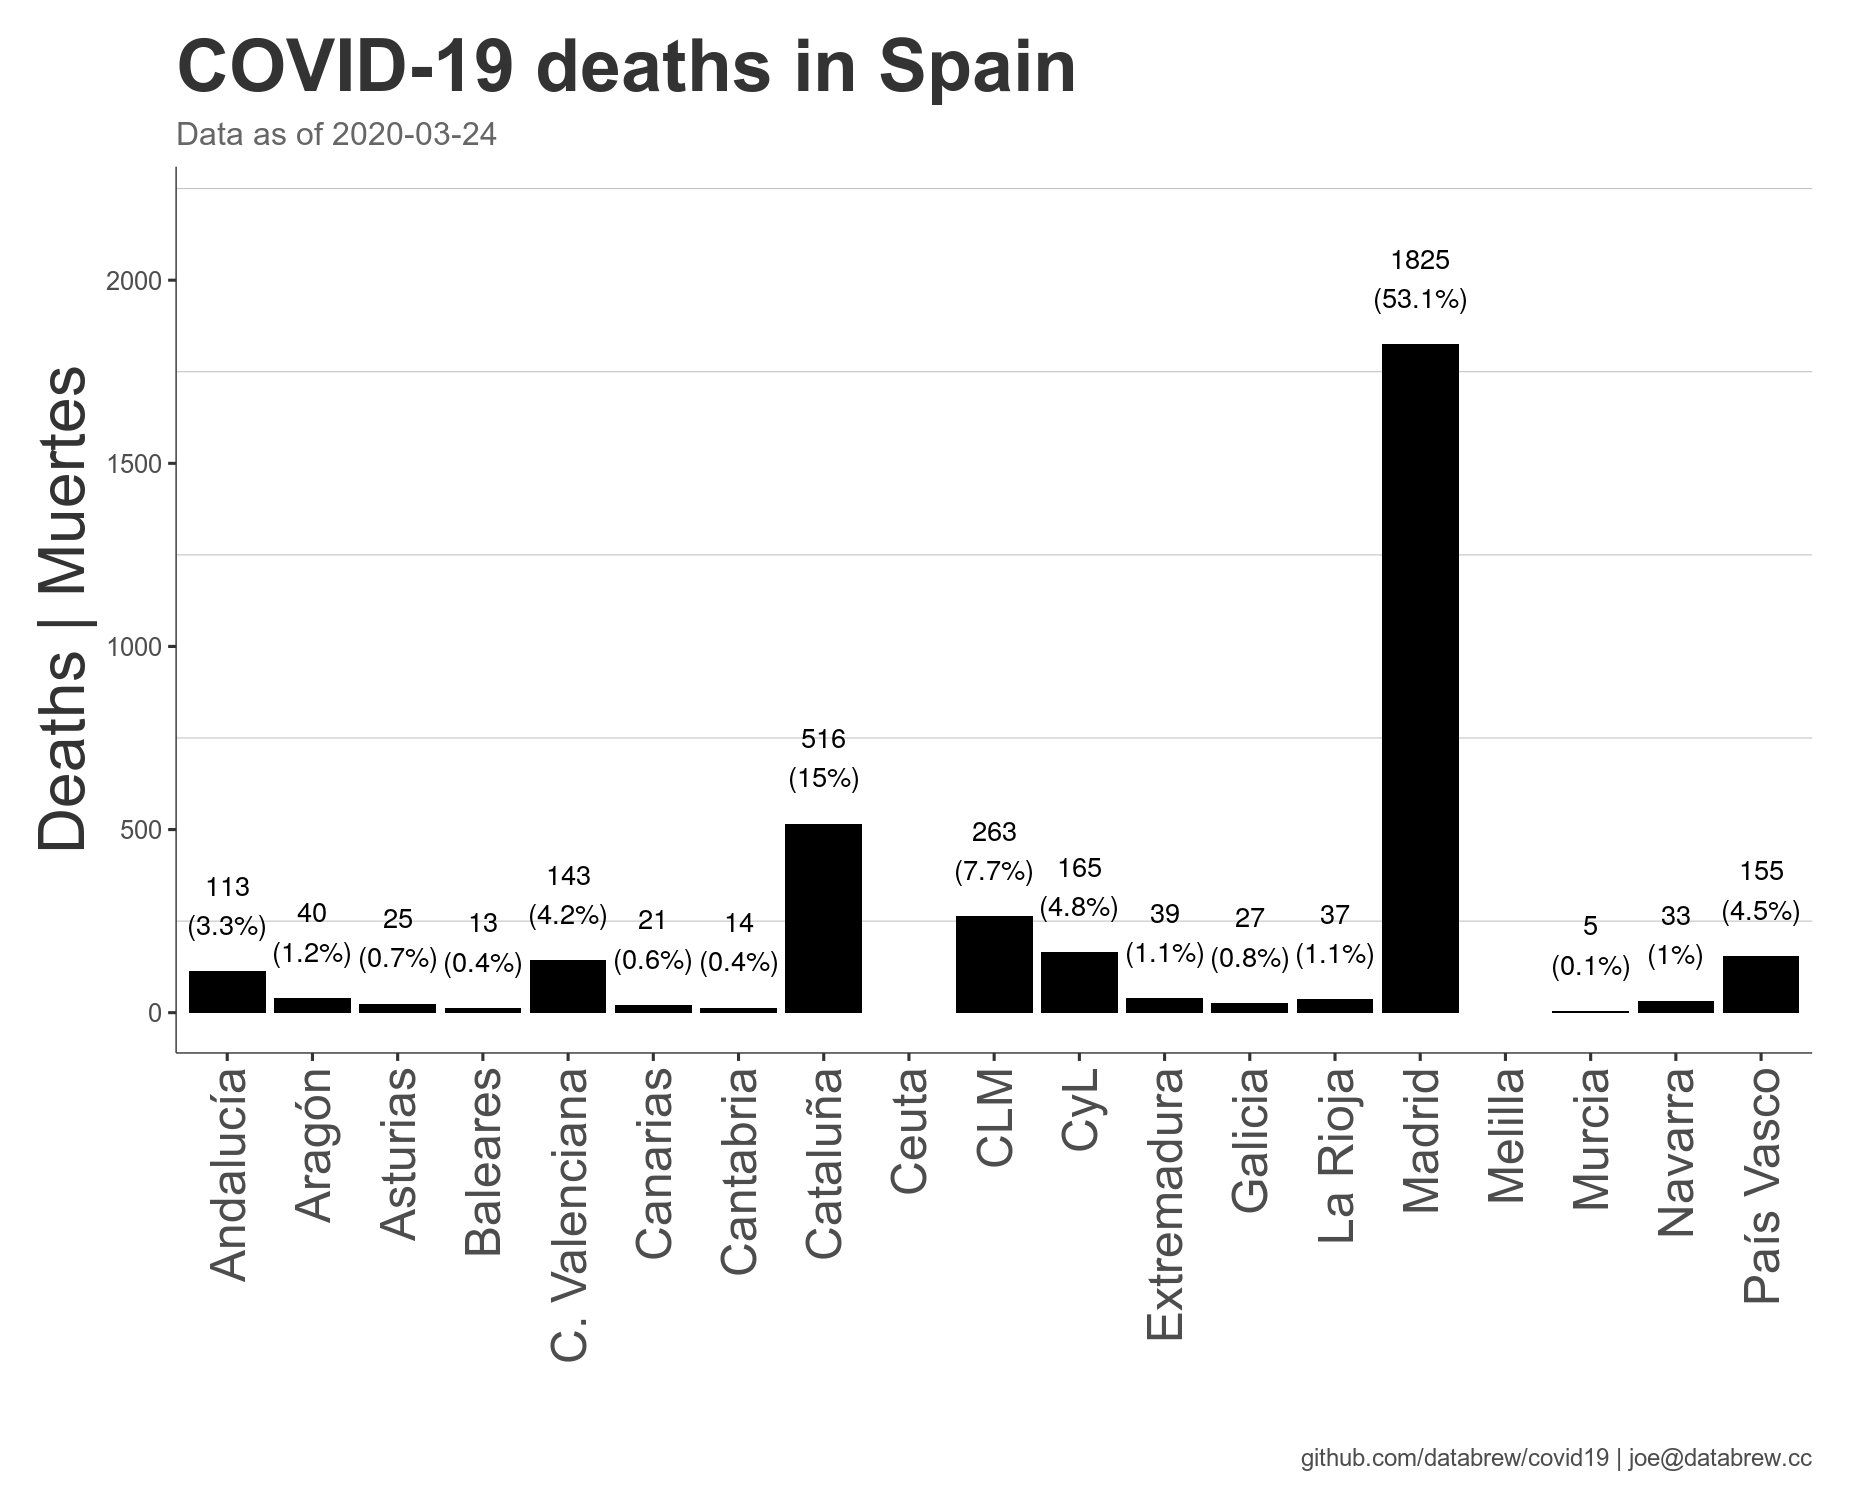 COVID-19 deaths in Spain
Data as of 2020-03-24
Deaths | Muertes
2000
1500
1000
500
0
113
(3.3%)
40
(1.2%)
25
(0.7%)
13
(0.4%)
143
(4.2%)
21
(0.6%)
14
(0.4%)
516
(15%)
263
(7.7%)
165
(4.8%)
39
(1.1%)
27
(0.8%)
37
(1.1%)
1825
(53.1%)
5
(0.1%)
33
(1%)
155
(4.5%)
Andalucía
Aragón
Asturias
Baleares
C. Valenciana
Canarias
Cantabria
Cataluña
Ceuta
CLM
CyL
Extremadura
Galicia
La Rioja
Madrid
Melilla
Murcia
Navarra
País Vasco
github.com/databrew/covid19 | joe@databrew.cc